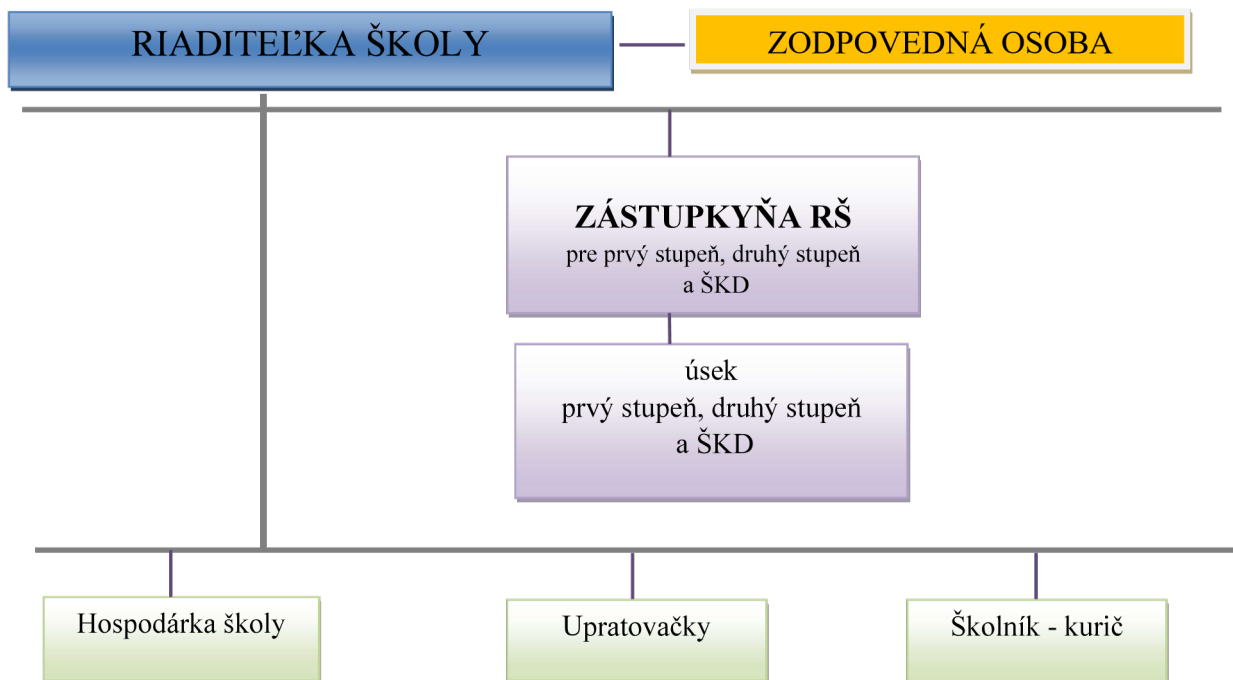 RIADITEĽKA ŠKOLY
ZODPOVEDNÁ OSOBA
ZÁSTUPKYŇA RŠ
pre prvý stupeň, druhý stupeň
a ŠKD
úsek
prvý stupeň, druhý stupeň
a ŠKD
Hospodárka školy
Upratovačky
Školník - kurič